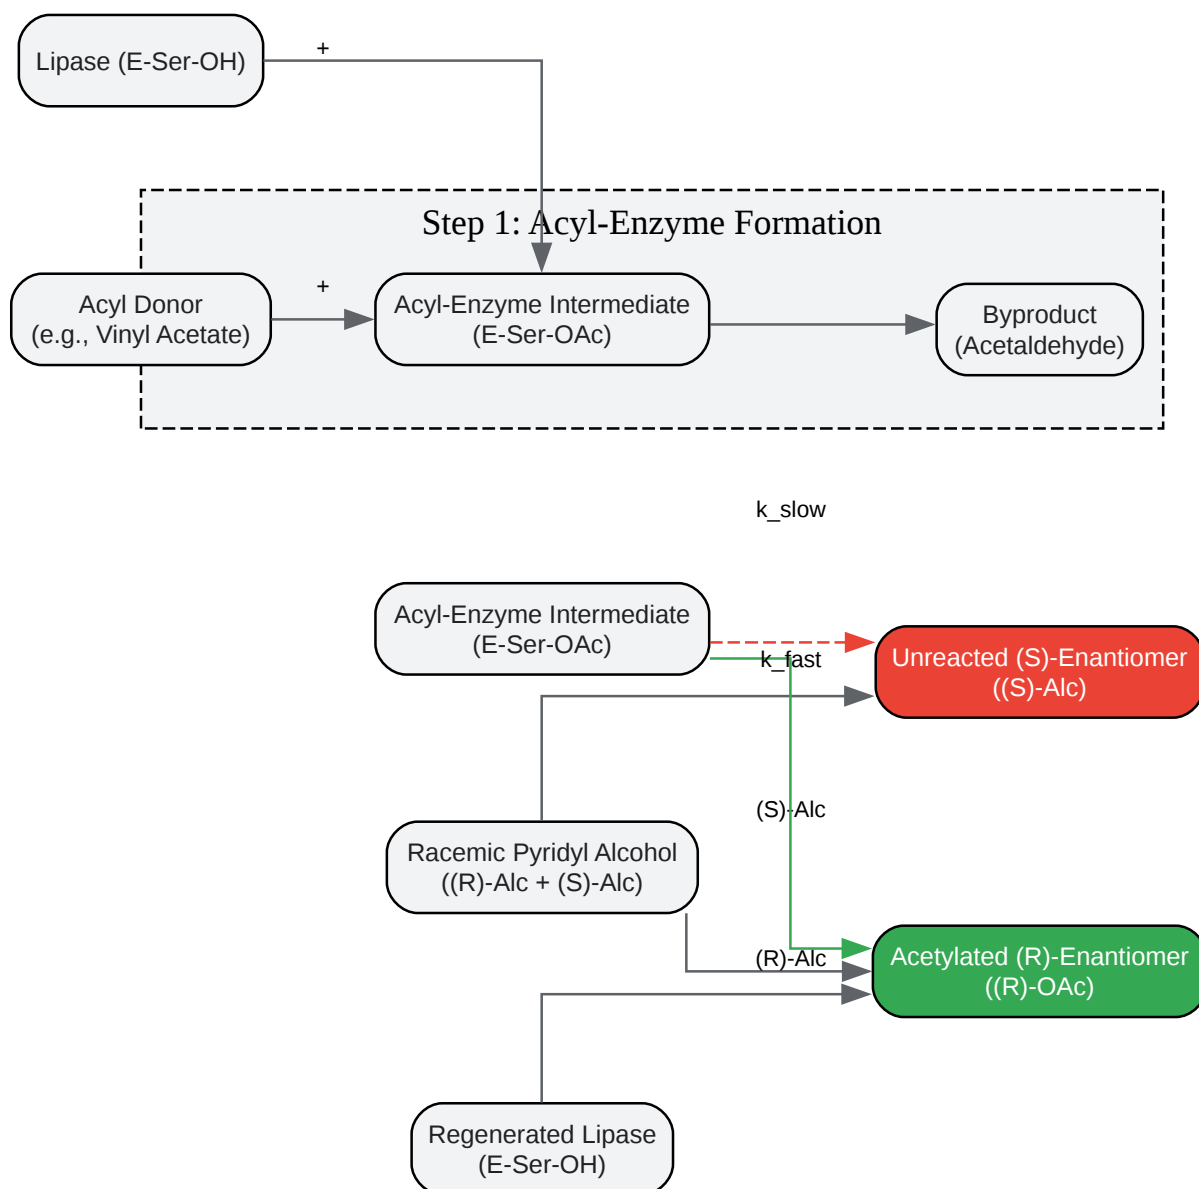 Lipase (E-Ser-OH)
+
Step 1: Acyl-Enzyme Formation
Acyl Donor
(e.g., Vinyl Acetate)
+
Acyl-Enzyme Intermediate
(E-Ser-OAc)
Byproduct
(Acetaldehyde)
k_slow
Acyl-Enzyme Intermediate
(E-Ser-OAc)
k_fast
Unreacted (S)-Enantiomer
((S)-Alc)
(S)-Alc
Racemic Pyridyl Alcohol
((R)-Alc + (S)-Alc)
(R)-Alc
Acetylated (R)-Enantiomer
((R)-OAc)
Regenerated Lipase
(E-Ser-OH)